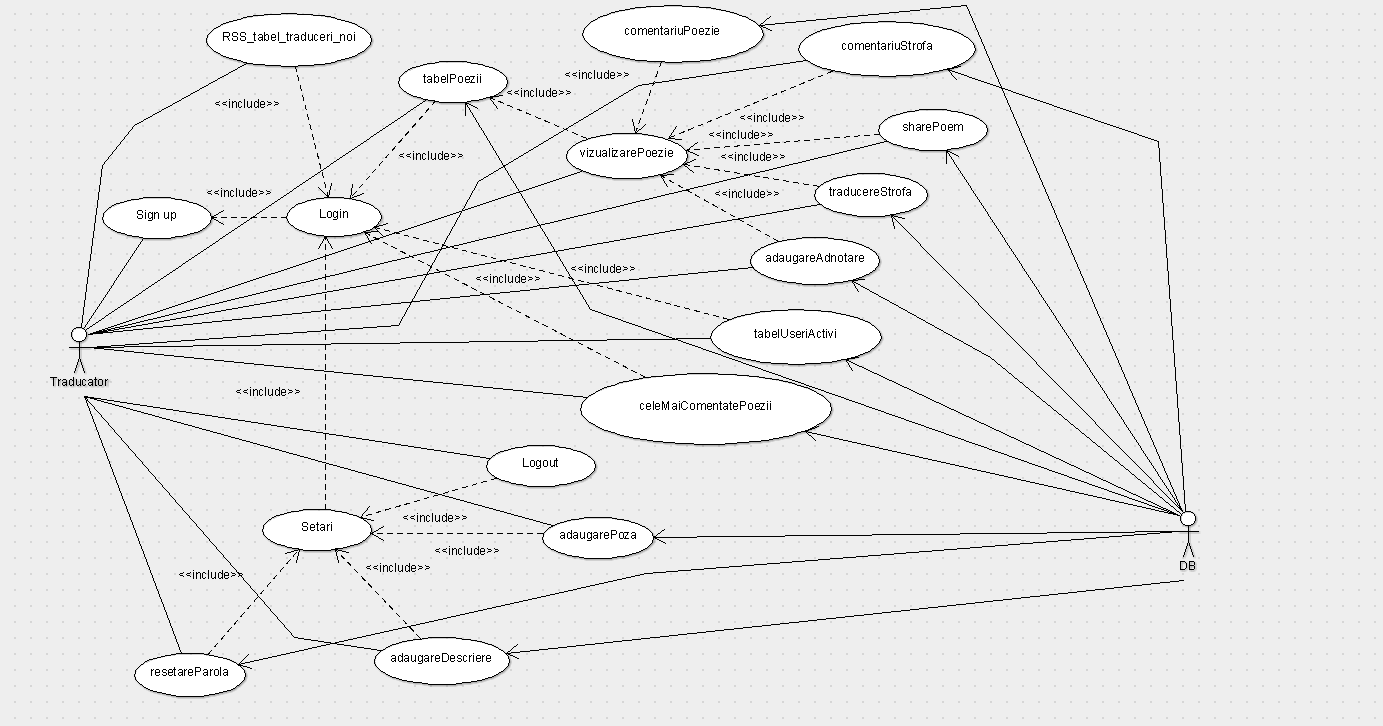 RSS_tabel_traduceri_noi
comentariuPoezie
comentariuStrofa
tabelPoezii
<<include>>
<<include>>
<<include>>
<<include>>
sharePoem
<<include>>
vizualizarePoezie
<<include>>
<<include>>
<<include>>
<<include>>
traducereStrofa
Sign up
Login
adaugareAdnotare
<<include>>
<<include>>
tabelUseriActivi
Traducator
<<include>>
celeMaiComentatePoezii
Logout
<<include>>
Setari
adaugarePoza
<<include>>
<<include>>
<<include>>
DB
resetareParola
adaugareDescriere